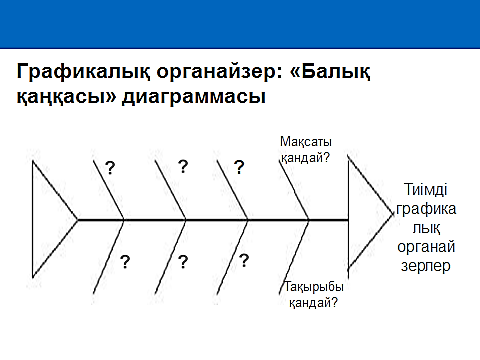 Графикалық органайзер: «Балық
қаңқасы» диаграммасы
Мақсаты
қандай?
?
?
?
Тиімді
графика
лық
органай
зерлер
?
?
?
Тақырыбы
қандай?